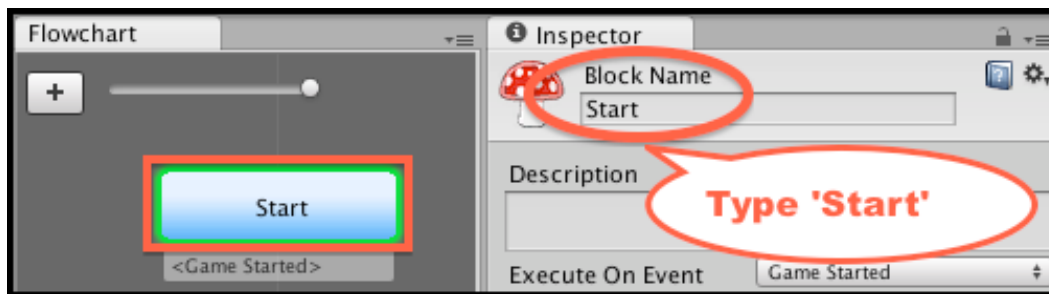 Flowchart
Inspector
+
Block Name
Start
Start
<Game Started>
Description
Type 'Start'
Execute On Event
Game Started